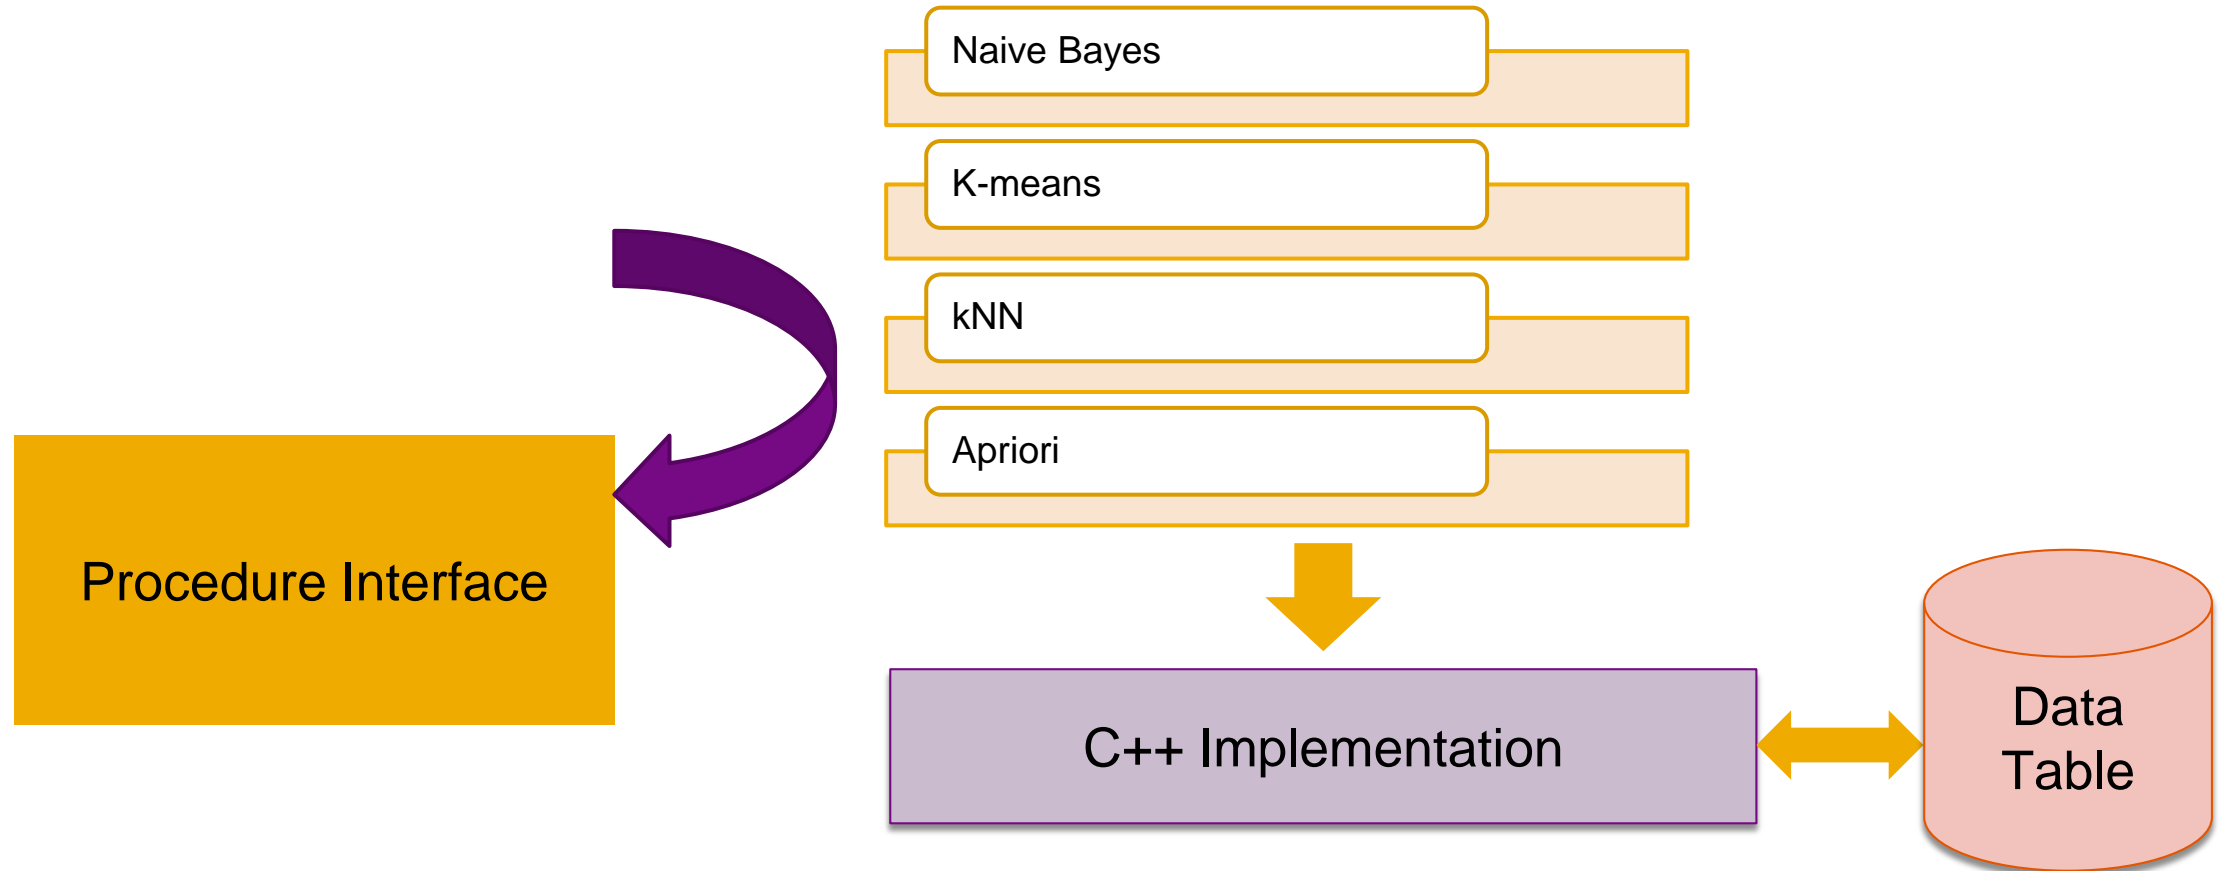 Naive Bayes
K-means
kNN
Apriori
Procedure Interface
C++ Implementation
Data
Table